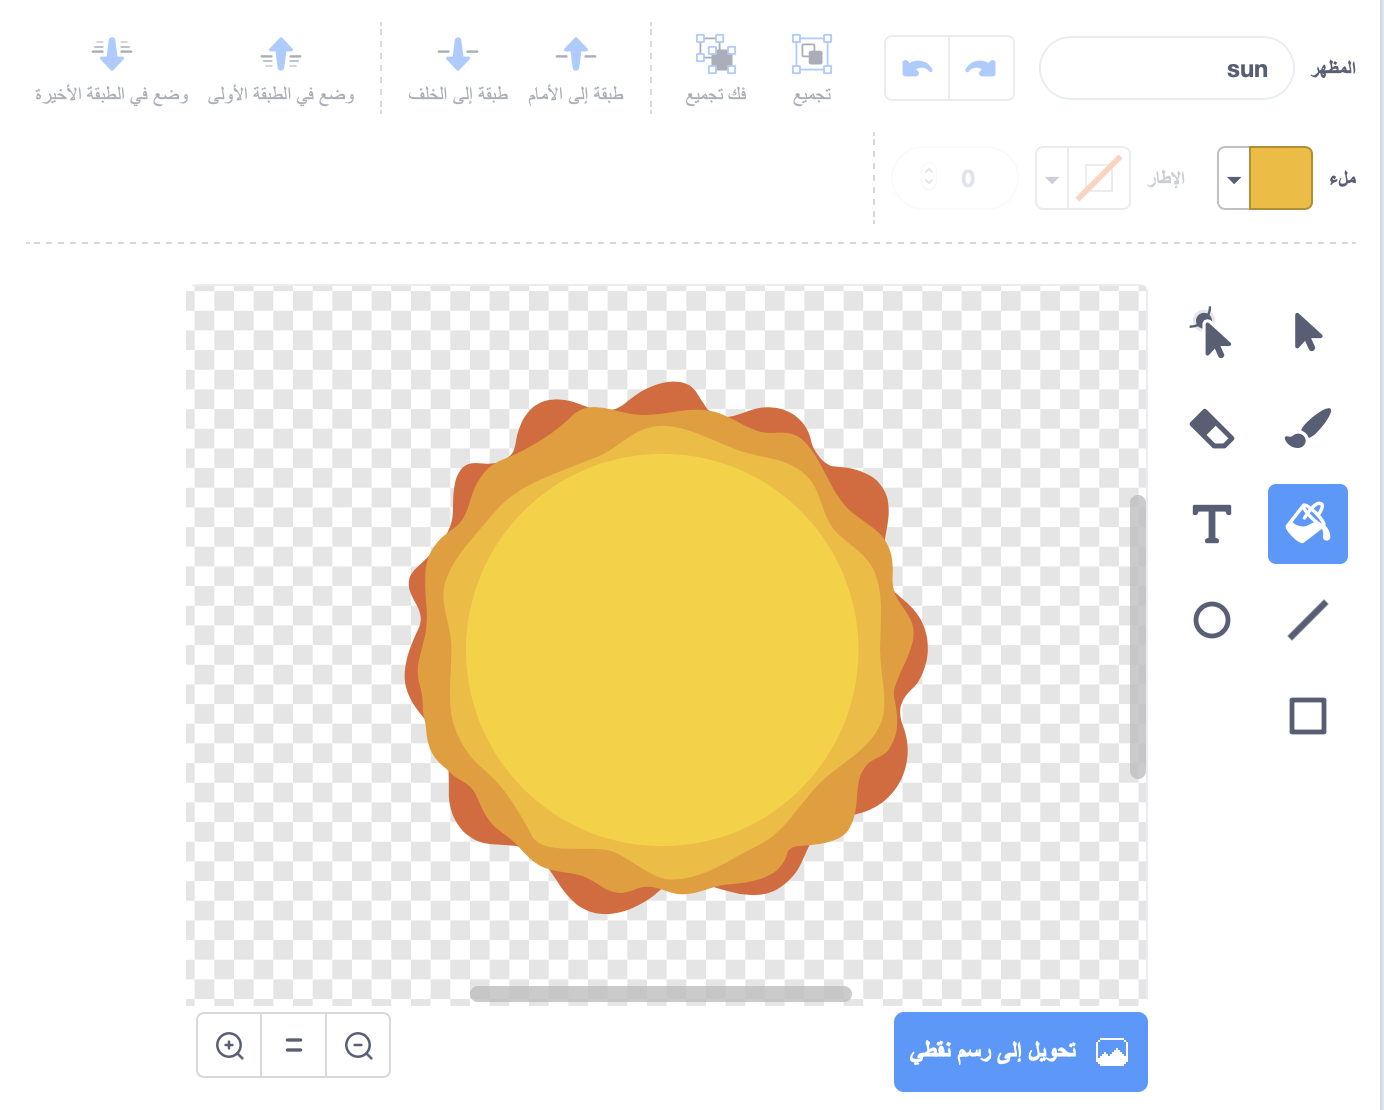 المظهر
sun
تجميع
فك تجميع
طبقة إلى الأمام
طبقة إلى الخلف
وضع في الطبقة الأولى
وضع في الطبقة الأخيرة
ملء
الإطار
0
T
تحويل إلى رسم نقطي